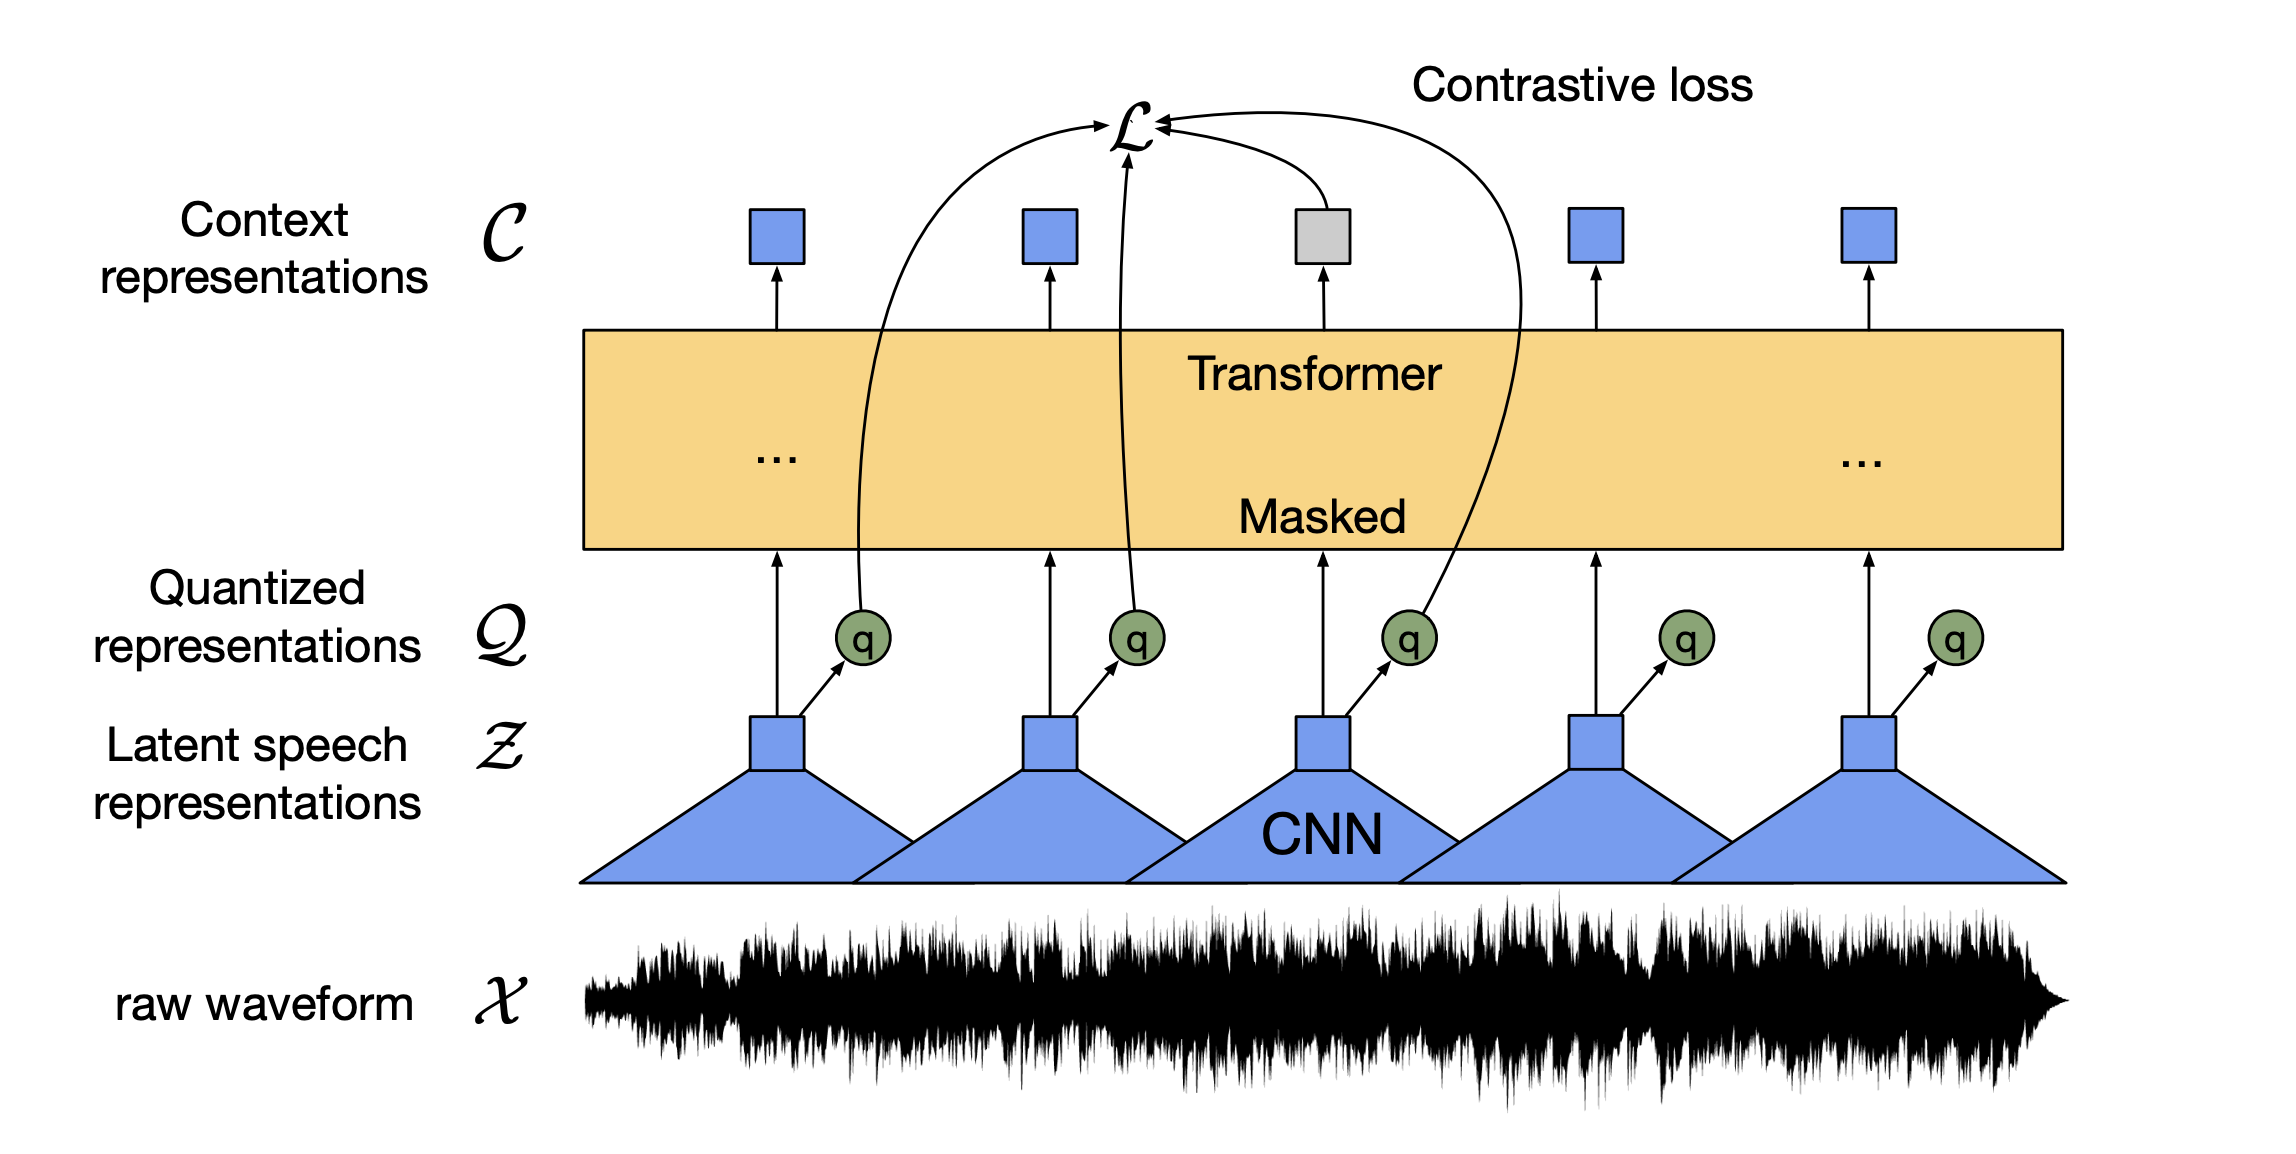 Contrastive loss
ℒ
Context
representations
𝒞
Transformer
...
...
Masked
Quantized
representations
𝒬
q
q
q
q
q
Latent speech
representations
𝒵
CNN
raw waveform
𝒳